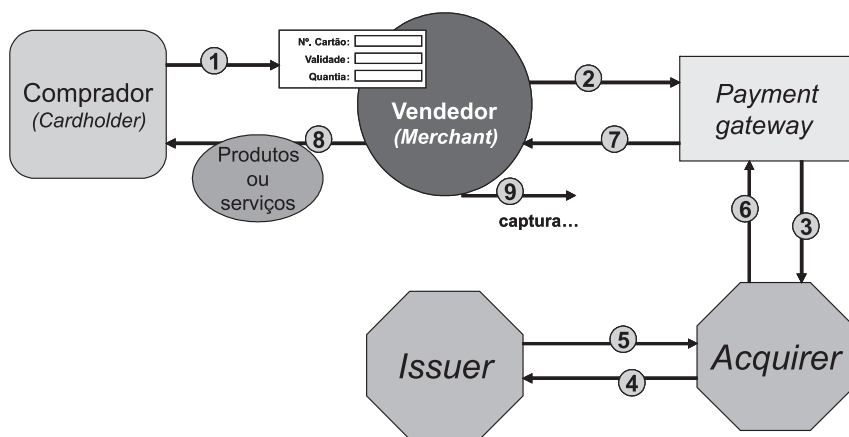 Nº. Cartão:
Validade:
Quantia:
1
2
Comprador
(Cardholder)
Vendedor
(Merchant)
Payment
gateway
8
7
Produtos
ou
serviços
9
captura...
6
3
Issuer
5
4
Acquirer